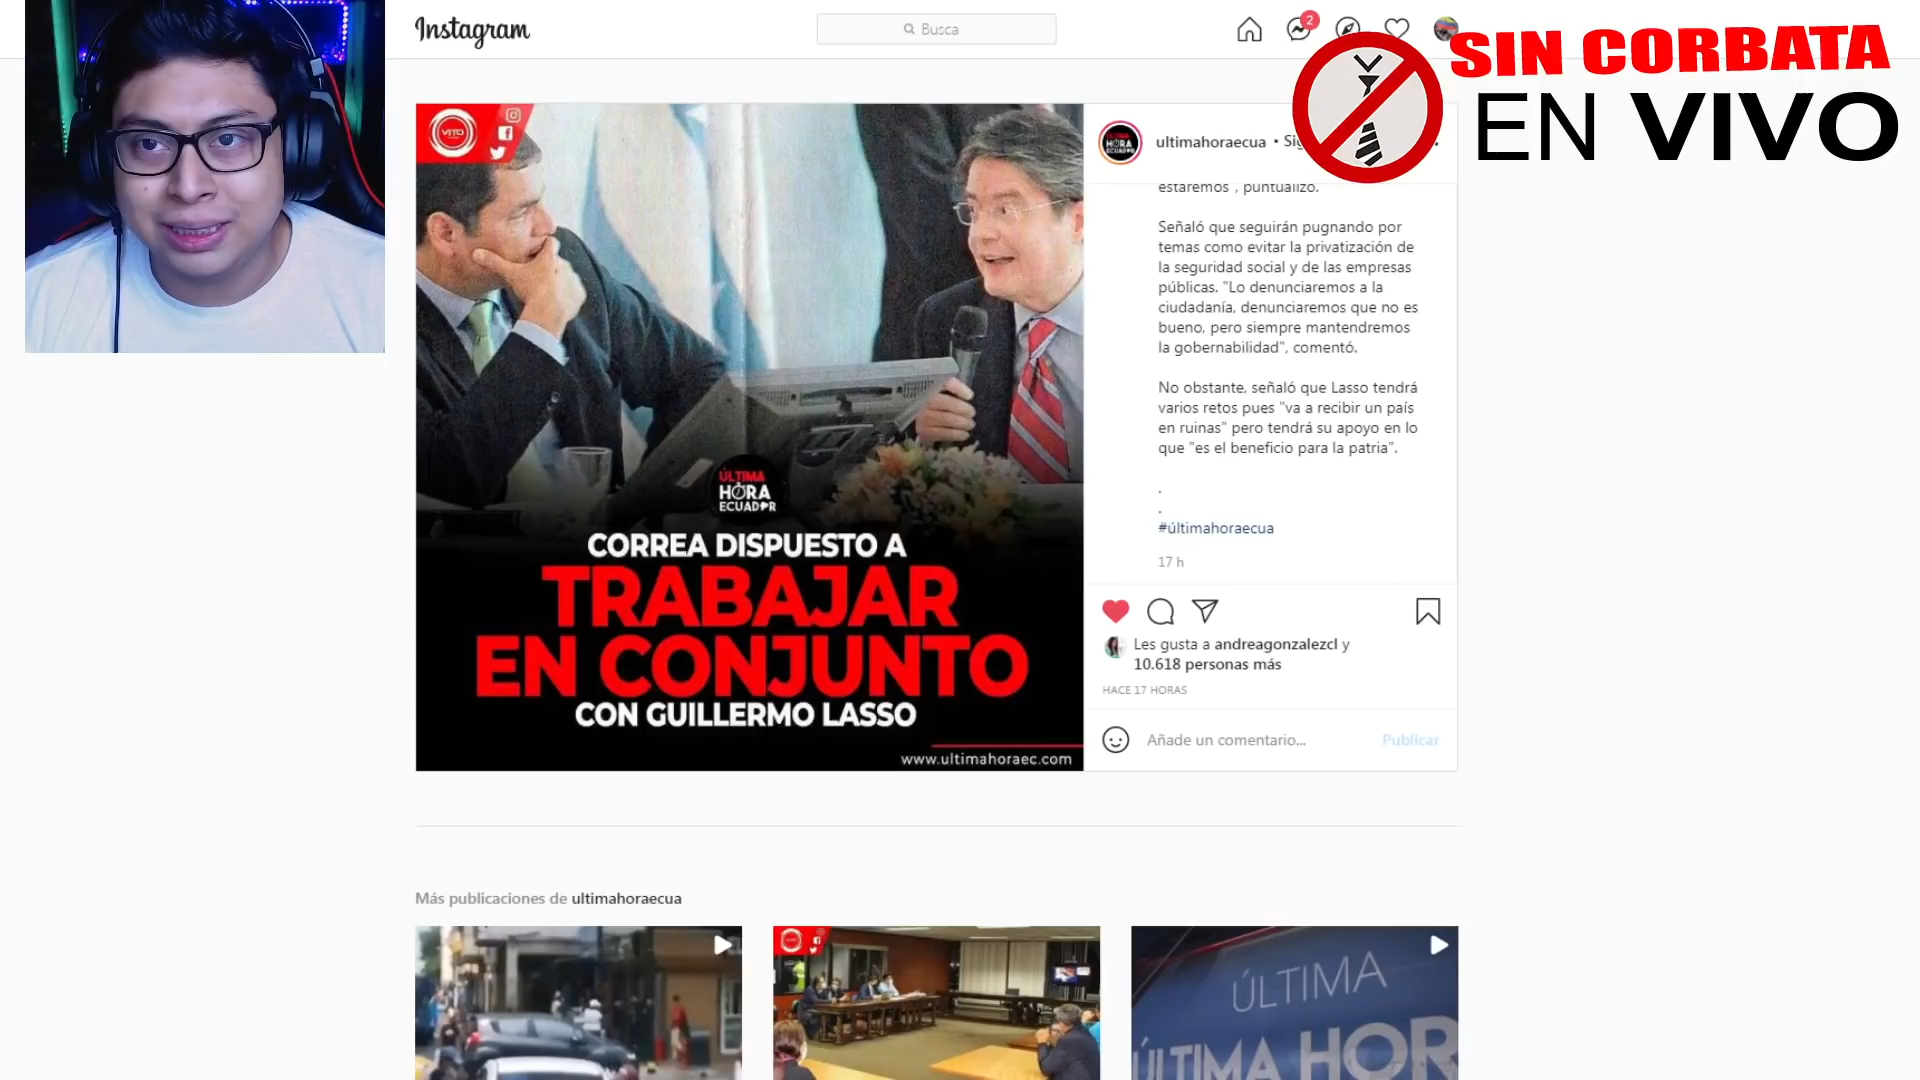 Instagram
Busca
2
SIN CORBATA
EN VIVO
VITO
ultimahoraecua • Sig
estaremos", puntualizó.
Señaló que seguirán pugnando por
temas como evitar la privatización de
la seguridad social y de las empresas
públicas. "Lo denunciaremos a la
ciudadanía, denunciaremos que no es
bueno, pero siempre mantendremos
la gobernabilidad", comentó.
No obstante, señaló que Lasso tendrá
varios retos pues "va a recibir un país
en ruinas" pero tendrá su apoyo en lo
que "es el beneficio para la patria".
.
.
#últimahoraecua
17 h
ÚLTIMA
HORA
ECUADOR
CORREA DISPUESTO A
TRABAJAR
EN CONJUNTO
CON GUILLERMO LASSO
www.ultimahoraec.com
Les gusta a andreagonzalezcl y
10.618 personas más
HACE 17 HORAS
Añade un comentario...
Publicar
Más publicaciones de ultimahoraecua
ÚLTIMA
ÚLTIMA HOR